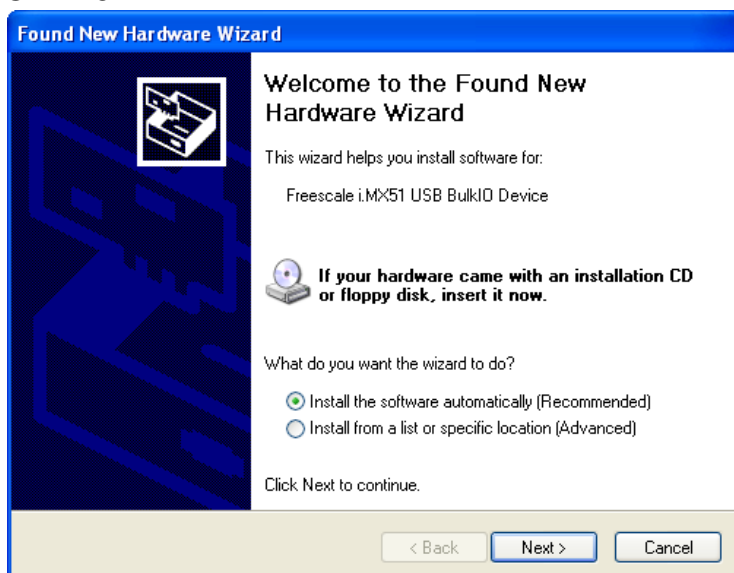 Found New Hardware Wizard
Welcome to the Found New
Hardware Wizard
This wizard helps you install software for:
Freescale i.MX51 USB BulkIO Device
If your hardware came with an installation CD
or floppy disk, insert it now.
What do you want the wizard to do?
Install the software automatically (Recommended)
Install from a list or specific location (Advanced)
Click Next to continue.
< Back Next > Cancel